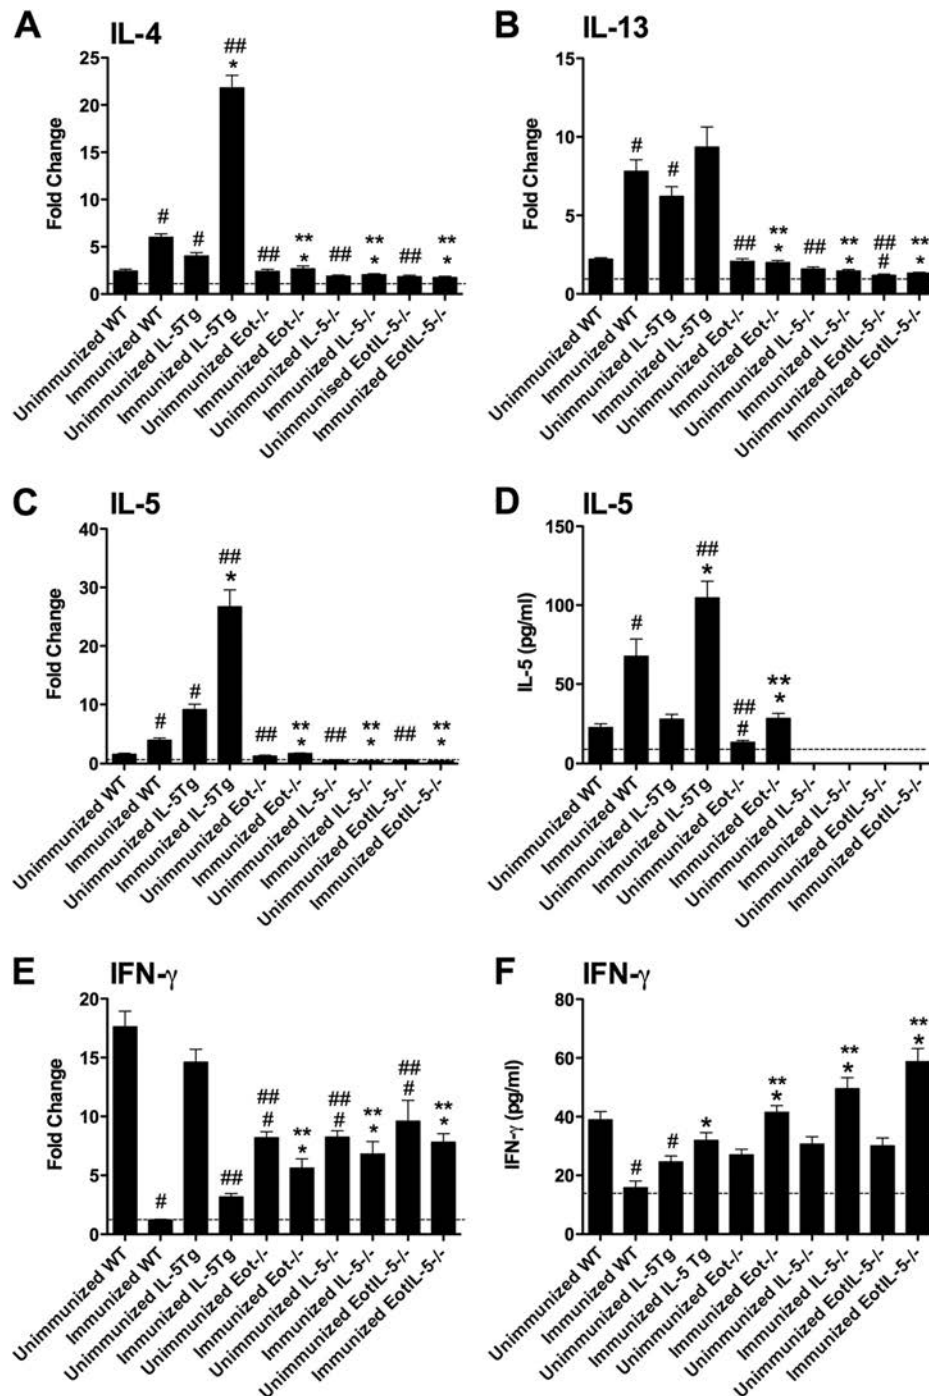 A IL-4
Fold Change
25
20
15
10
5
0
#
#
##
*
##
**
*
##
**
*
##
**
*
Unimmunized WT
Immunized WT
Unimmunized IL-5Tg
Immunized IL-5Tg
Unimmunized Eot-/-
Immunized Eot-/-
Unimmunized IL-5-/-
Immunized IL-5-/-
Unimmunised EotIL-5-/-
Immunized EotIL-5-/-
B IL-13
Fold Change
15
10
5
0
#
#
##
**
*
##
**
*
##
#
**
*
Unimmunized WT
Immunized WT
Unimmunized IL-5Tg
Immunized IL-5Tg
Unimmunized Eot-/-
Immunized Eot-/-
Unimmunized IL-5-/-
Immunized IL-5-/-
Unimmunized EotIL-5-/-
Immunized EotIL-5-/-
C IL-5
Fold Change
40
30
20
10
0
#
#
##
*
##
**
*
##
**
*
##
**
*
Unimmunized WT
Immunized WT
Unimmunized IL-5Tg
Immunized IL-5Tg
Unimmunized Eot-/-
Immunized Eot-/-
Unimmunized IL-5-/-
Immunized IL-5-/-
Unimmunized EotIL-5-/-
Immunized EotIL-5-/-
D IL-5
IL-5 (pg/ml)
150
100
50
0
#
##
*
##
#
**
*
Unimmunized WT
Immunized WT
Unimmunized IL-5Tg
Immunized IL-5Tg
Unimmunized Eot-/-
Immunized Eot-/-
Unimmunized IL-5-/-
Immunized IL-5-/-
Unimmunized EotIL-5-/-
Immunized EotIL-5-/-
E IFN-γ
Fold Change
20
15
10
5
0
#
##
##
#
**
*
##
#
**
*
##
#
**
*
Unimmunized WT
Immunized WT
Unimmunized IL-5Tg
Immunized IL-5Tg
Unimmunized Eot-/-
Immunized Eot-/-
Unimmunized IL-5-/-
Immunized IL-5-/-
Unimmunized EotIL-5-/-
Immunized EotIL-5-/-
F IFN-γ
IFN-γ (pg/ml)
80
60
40
20
0
#
#
*
**
*
**
*
**
*
Unimmunized WT
Immunized WT
Unimmunized IL-5Tg
Immunized IL-5 Tg
Unimmunized Eot-/-
Immunized Eot-/-
Unimmunized IL-5-/-
Immunized IL-5-/-
Unimmunized EotIL-5-/-
Immunized EotIL-5-/-